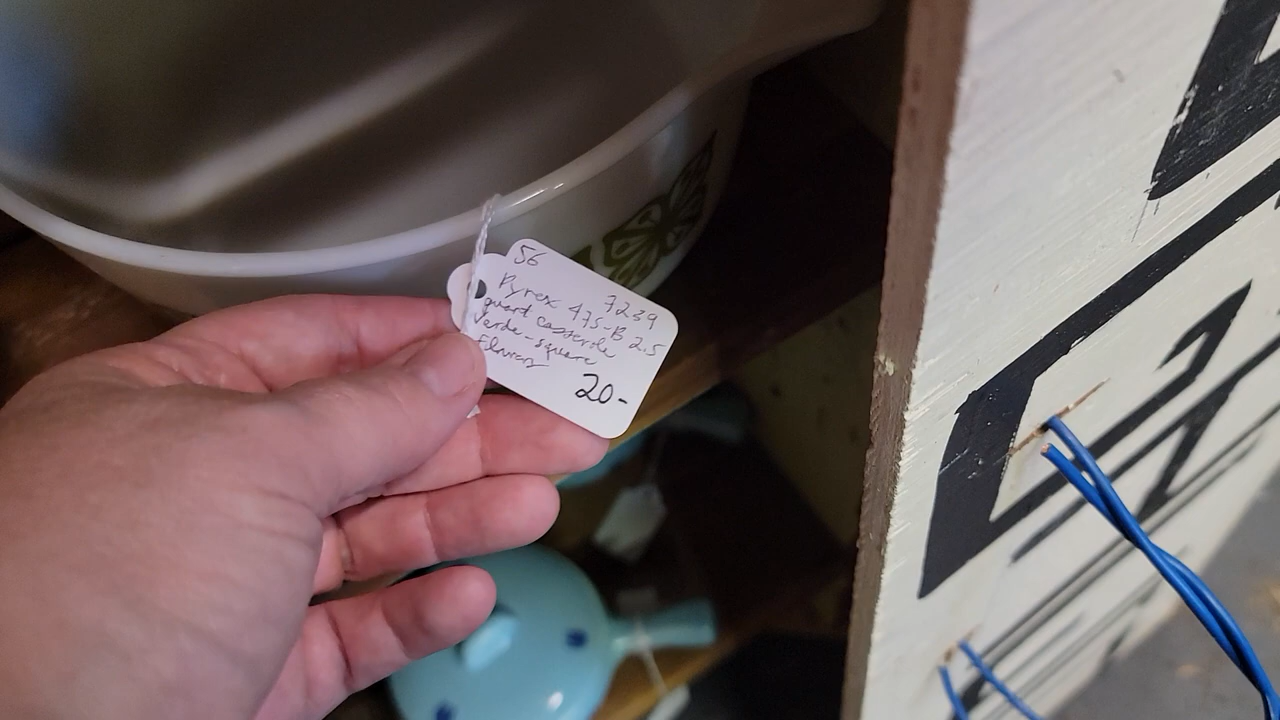 56
7239
Pyrex 475-B 2.5
quart casserole
Verde-square
flowers
20-